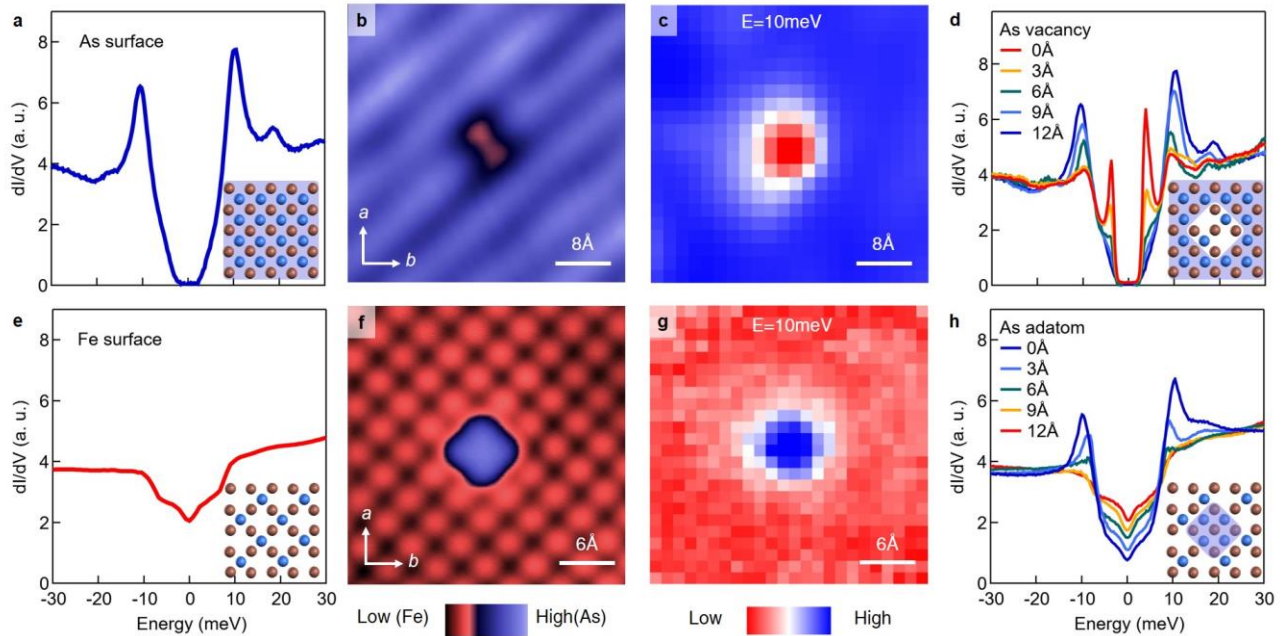 a
As surface
dI/dV (a. u.)
8
6
4
2
0
b
a
b
8Å
c
E=10meV
8Å
d
As vacancy
0Å
3Å
6Å
9Å
12Å
dI/dV (a. u.)
8
6
4
2
0
e
Fe surface
dI/dV (a. u.)
8
6
4
2
0
-30 -20 -10 0 10 20 30
Energy (meV)
f
a
b
6Å
Low (Fe) High(As)
g
E=10meV
6Å
Low High
h
As adatom
0Å
3Å
6Å
9Å
12Å
dI/dV (a. u.)
8
6
4
2
0
-30 -20 -10 0 10 20 30
Energy (meV)